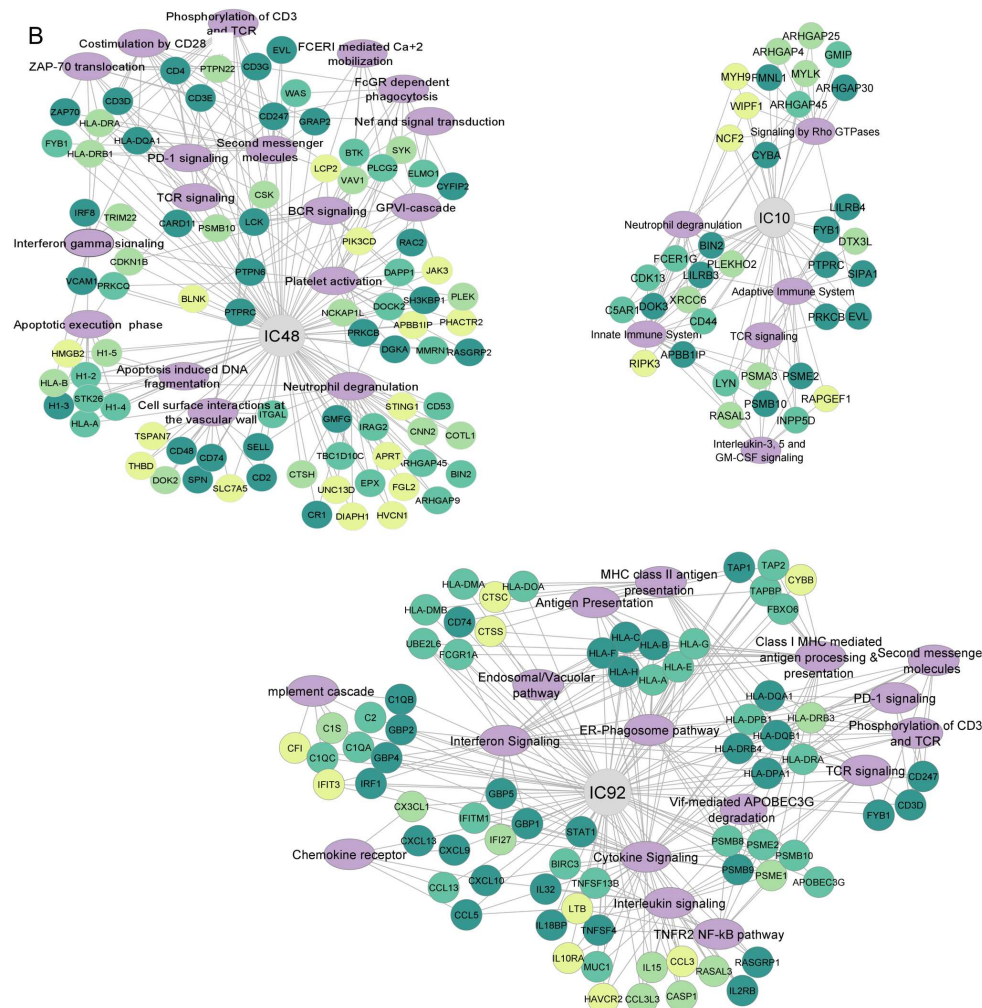 B
Phosphorylation of CD3
and TCR
Costimulation by CD28
ZAP-70 translocation
FCERI mediated Ca+2
mobilization
FcGR dependent
phagocytosis
Nef and signal transduction
EVL
CD4
PTPN22
CD3G
CD3D
CD3E
WAS
ZAP70
HLA-DRA
CD247
GRAP2
FYB1
HLA-DQA1
HLA-DRB1
PD-1 signaling
Second messenger
molecules
BTK
SYK
LCP2
PLCG2
VAV1
ELMO1
CYFIP2
TCR signaling
CSK
BCR signaling
GPVI-cascade
IRF8
TRIM22
CARD11
PSMB10
LCK
PIK3CD
RAC2
Interferon gamma signaling
CDKN1B
VCAM1
PRKCQ
PTPN6
Platelet activation
DAPP1
JAK3
BLNK
PTPRC
NCKAP1L
DOCK2
SH3KBP1
PLEK
PRKCB
APBB1IP
PHACTR2
Apoptotic execution phase
IC48
DGKA
MMRN1
RASGRP2
HMGB2
H1-5
H1-2
HLA-B
Apoptosis induced DNA
fragmentation
Neutrophil degranulation
H1-3
STK26
H1-4
HLA-A
Cell surface interactions at
the vascular wall
ITGAL
STING1
CD53
GMFG
IRAG2
CNN2
COTL1
TSPAN7
CD48
CD74
SELL
TBC1D10C
ARHGAP45
THBD
DOK2
SPN
SLC7A5
CD2
CTSH
UNC13D
EPX
APRT
FGL2
BIN2
ARHGAP9
CR1
DIAPH1
HVCN1
ARHGAP25
ARHGAP4
GMIP
MYH9
FMNL1
MYLK
ARHGAP30
WIPF1
ARHGAP45
NCF2
Signaling by Rho GTPases
CYBA
IC10
LILRB4
Neutrophil degranulation
FYB1
BIN2
DTX3L
FCER1G
PLEKHO2
CDK13
LILRB3
PTPRC
SIPA1
C5AR1
DOK3
XRCC6
Adaptive Immune System
CD44
PRKCB
EVL
Innate Immune System
TCR signaling
RIPK3
APBB1IP
LYN
PSMA3
PSME2
RASAL3
PSMB10
RAPGEF1
INPP5D
Interleukin-3, 5 and
GM-CSF signaling
MHC class II antigen
presentation
TAP1
TAP2
CYBB
TAPBP
FBXO6
HLA-DMA
HLA-DOA
CTSC
Antigen Presentation
HLA-DMB
CD74
CTSS
UBE2L6
FCGR1A
HLA-C
HLA-B
HLA-G
HLA-F
HLA-E
HLA-H
HLA-A
Class I MHC mediated
antigen processing &
presentation
Second messenge
molecules
Endosomal/Vacuolar
pathway
PD-1 signaling
Phosphorylation of CD3
and TCR
mplement cascade
C1QB
C2
C1S
GBP2
CFI
C1QA
C1QC
GBP4
IFIT3
IRF1
Interferon Signaling
ER-Phagosome pathway
HLA-DQA1
HLA-DPB1
HLA-DRB3
HLA-DQB1
HLA-DRB4
HLA-DRA
HLA-DPA1
TCR signaling
CD247
CD3D
FYB1
IC92
Vif-mediated APOBEC3G
degradation
GBP5
CX3CL1
IFITM1
GBP1
STAT1
IFI27
CXCL13
CXCL9
Chemokine receptor
BIRC3
Cytokine Signaling
PSMB8
PSME2
PSMB10
PSMB9
PSME1
APOBEC3G
CXCL10
CCL13
CCL5
IL32
TNFSF13B
LTB
Interleukin signaling
IL18BP
TNFSF4
TNFR2 NF-kB pathway
IL10RA
MUC1
IL15
CCL3
RASAL3
RASGRP1
HAVCR2
CCL3L3
CASP1
IL2RB